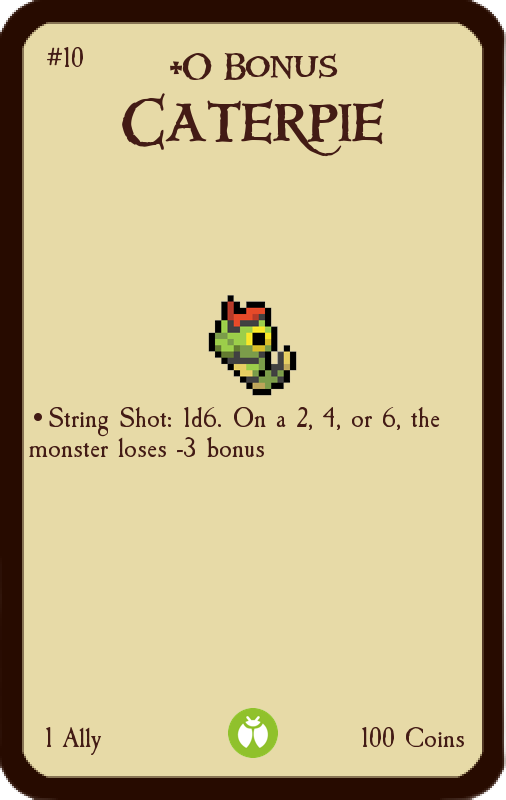 #10
+0 Bonus
Caterpie
•String Shot: 1d6. On a 2, 4, or 6, the
monster loses -3 bonus
1 Ally
100 Coins